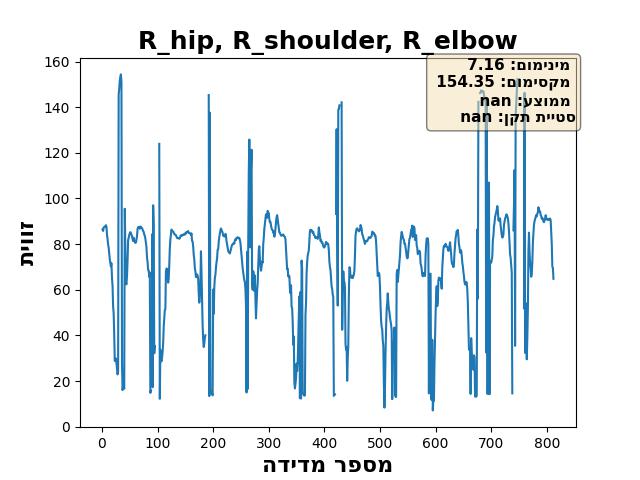 R_hip, R_shoulder, R_elbow
מינימום: 7.16
מקסימום: 154.35
ממוצע: nan
סטיית תקן: nan
160
140
120
100
80
60
40
20
0
זווית
0 100 200 300 400 500 600 700 800
מספר מדידה